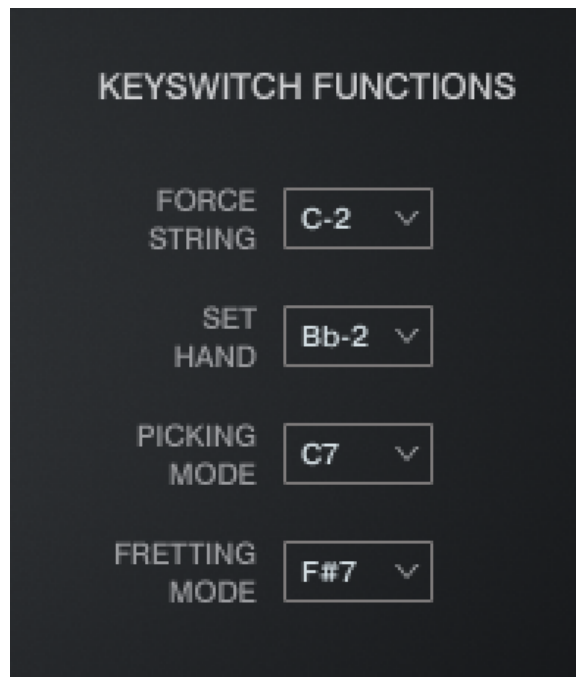 KEYSWITCH FUNCTIONS
FORCE
STRING
C-2
SET
HAND
Bb-2
PICKING
MODE
C7
FRETTING
MODE
F#7